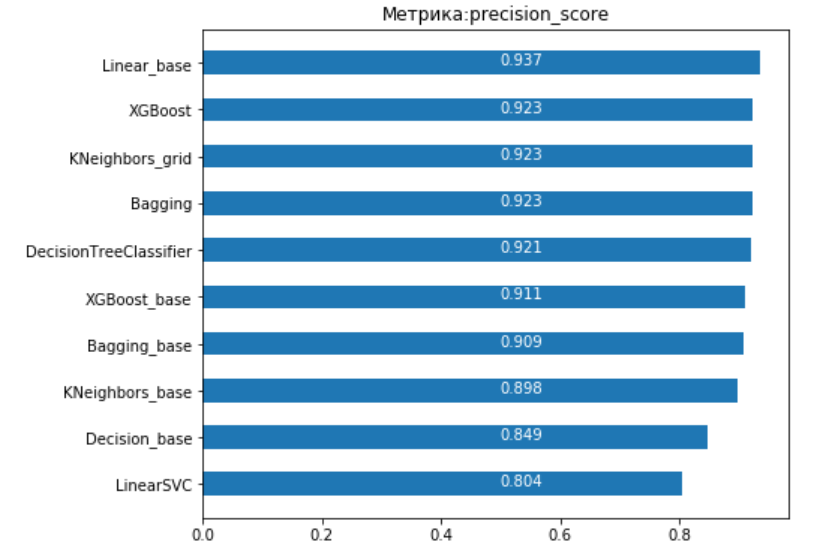 Метрика:precision_score
Linear_base 0.937
XGBoost 0.923
KNeighbors_grid 0.923
Bagging 0.923
DecisionTreeClassifier 0.921
XGBoost_base 0.911
Bagging_base 0.909
KNeighbors_base 0.898
Decision_base 0.849
LinearSVC 0.804
0.0 0.2 0.4 0.6 0.8